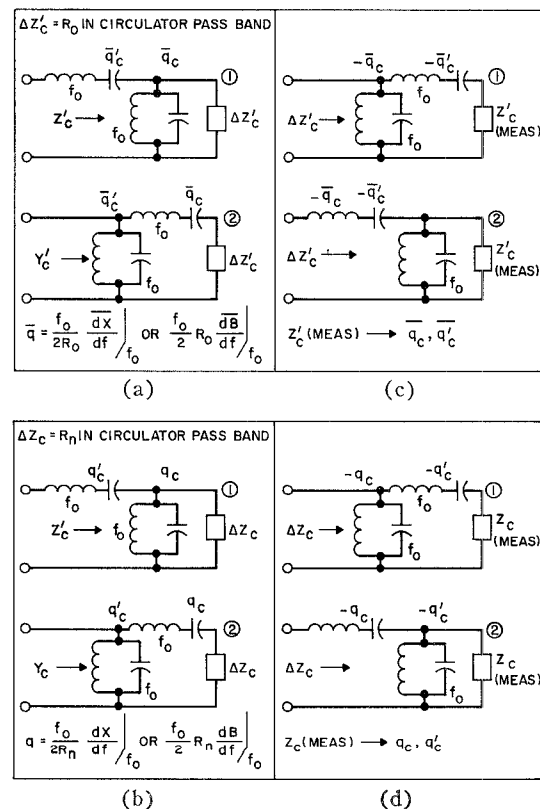 ΔZ'c = R₀ IN CIRCULATOR PASS BAND
q̅'c q̅c
①
f₀
Z'c → f₀
ΔZ'c
q̅'c q̅c
②
f₀
Y'c →
f₀
ΔZ'c
q̅ = f₀/2R₀ d̅X̅/df |f₀ OR f₀/2 R₀ d̅B̅/df |f₀
(a)
-q̅c -q̅'c
①
f₀
ΔZ'c →
f₀
Z'c (MEAS)
-q̅c -q̅'c
②
f₀
ΔZ'c →
f₀
Z'c (MEAS)
Z'c (MEAS) → q̅c, q̅'c
(c)
ΔZc = Rn IN CIRCULATOR PASS BAND
q'c qc
①
f₀
Z'c → f₀
ΔZc
q'c qc
②
f₀
Yc →
f₀
ΔZc
q = f₀/2Rn dX/df |f₀ OR f₀/2 Rn dB/df |f₀
(b)
-qc -q'c
①
f₀
ΔZc →
f₀
Zc (MEAS)
-qc -q'c
②
f₀
ΔZc →
f₀
Zc (MEAS)
Zc (MEAS) → qc, q'c
(d)